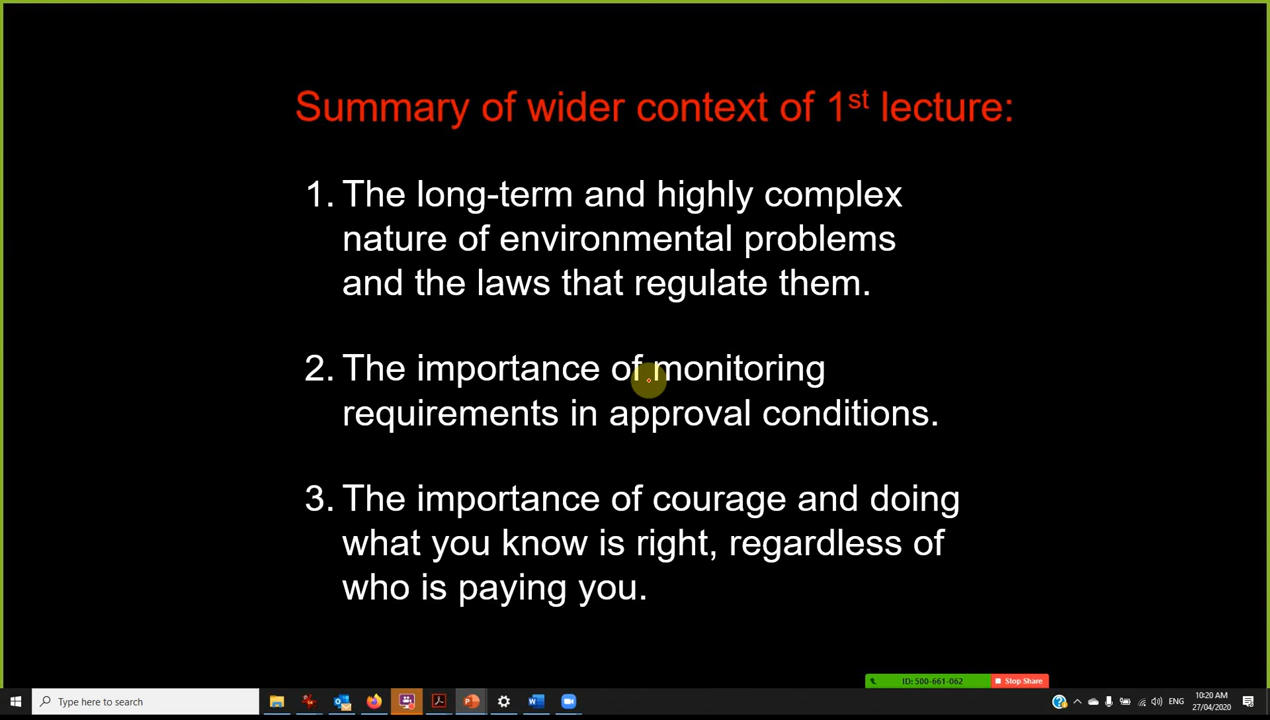 Summary of wider context of 1st lecture:
1. The long-term and highly complex
nature of environmental problems
and the laws that regulate them.
2. The importance of monitoring
requirements in approval conditions.
3. The importance of courage and doing
what you know is right, regardless of
who is paying you.
ID: 500-661-062 Stop Share
Type here to search
ENG
10:20 AM
27/04/2020